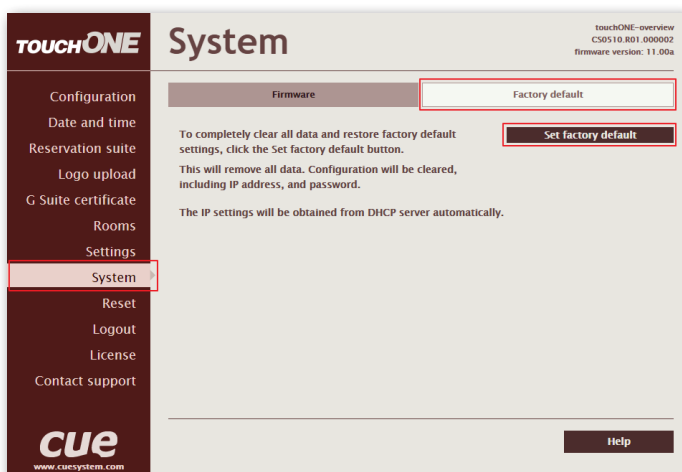 TOUCHONE
System
touchONE-overview
CS0510.R01.000002
firmware version: 11.00a
Configuration
Date and time
Reservation suite
Logo upload
G Suite certificate
Rooms
Settings
System
Reset
Logout
License
Contact support
cue
www.cuesystem.com
Firmware
Factory default
To completely clear all data and restore factory default
settings, click the Set factory default button.
Set factory default
This will remove all data. Configuration will be cleared,
including IP address, and password.
The IP settings will be obtained from DHCP server automatically.
Help